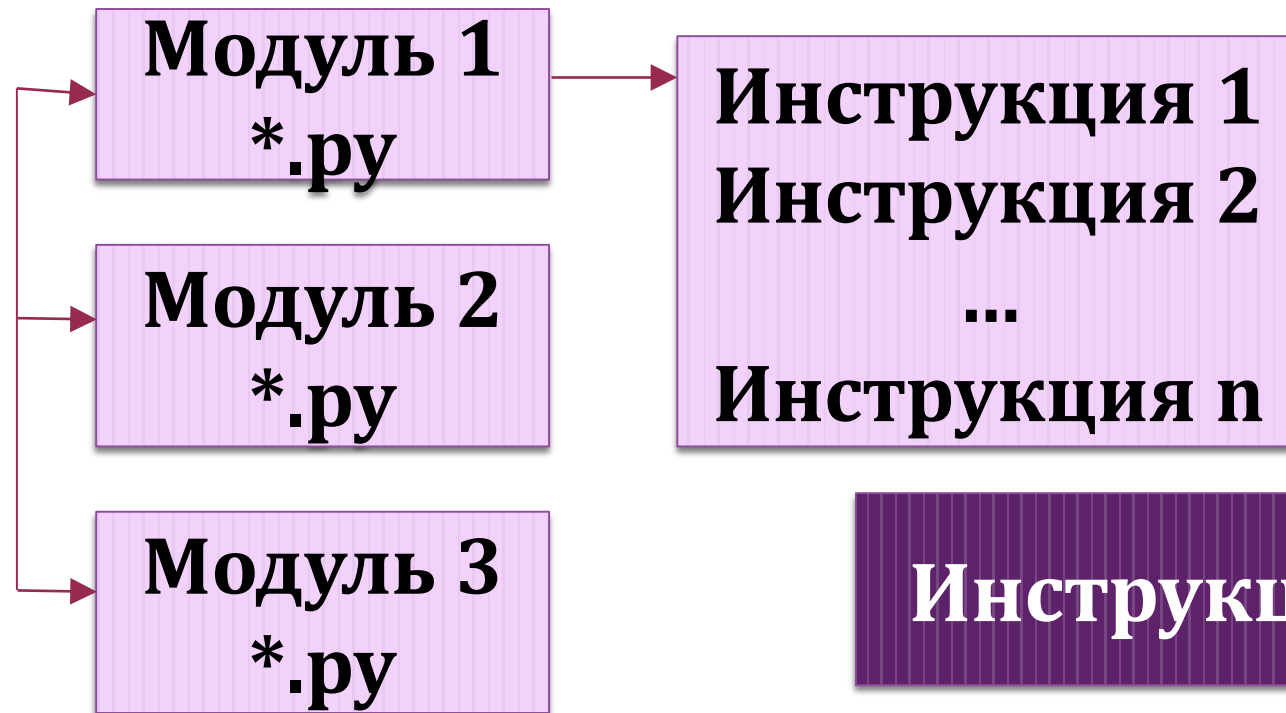 Модуль 1
*.py
Инструкция 1
Инструкция 2
...
Инструкция n
Модуль 2
*.py
Модуль 3
*.py